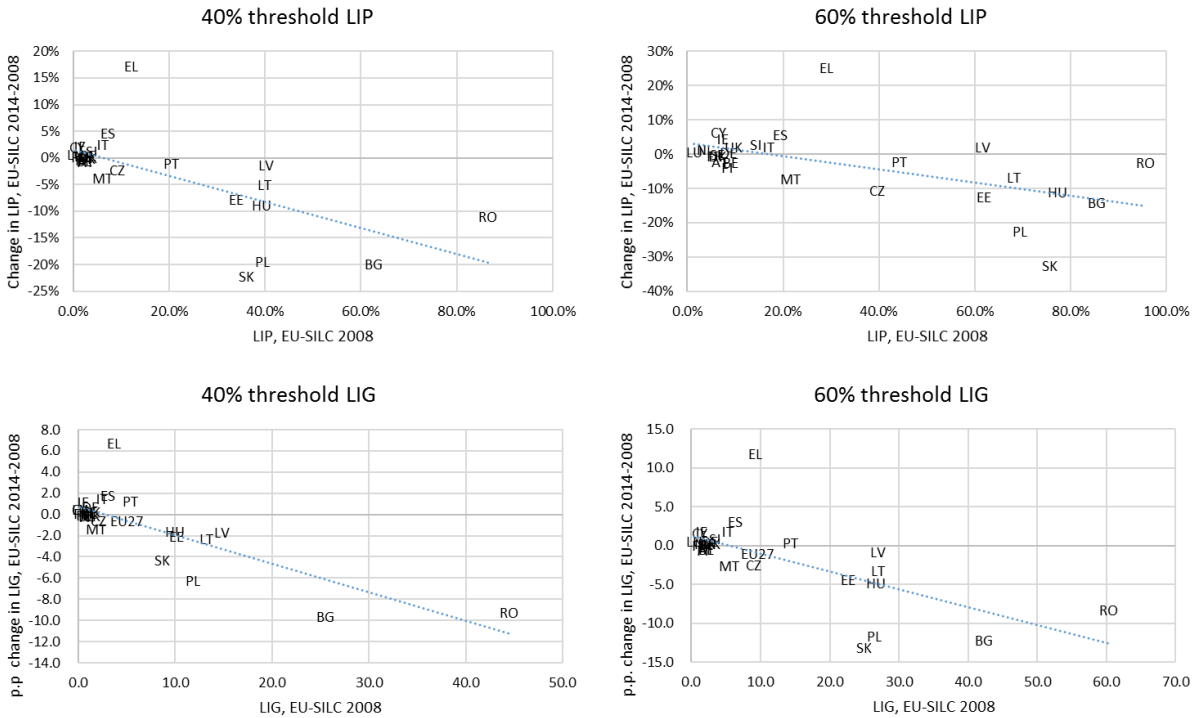 40% threshold LIP
Change in LIP, EU-SILC 2014-2008
20%
15%
10%
5%
0%
-5%
-10%
-15%
-20%
-25%
EL
ES
IT
MT
CZ
PT
LV
LT
EE
HU
PL
SK
BG
RO
0.0% 20.0% 40.0% 60.0% 80.0% 100.0%
LIP, EU-SILC 2008
60% threshold LIP
Change in LIP, EU-SILC 2014-2008
30%
20%
10%
0%
-10%
-20%
-30%
-40%
EL
CY
IE
UK
ES
SI
IT
LU
MT
PT
CZ
LV
LT
EE
HU
BG
PL
SK
RO
0.0% 20.0% 40.0% 60.0% 80.0% 100.0%
LIP, EU-SILC 2008
40% threshold LIG
p.p. change in LIG, EU-SILC 2014-2008
8.0
6.0
4.0
2.0
0.0
-2.0
-4.0
-6.0
-8.0
-10.0
-12.0
-14.0
EL
ES
IT
PT
EU27
MT
HU
EE
LT
LV
SK
PL
BG
RO
0.0 10.0 20.0 30.0 40.0 50.0
LIG, EU-SILC 2008
60% threshold LIG
p.p. change in LIG, EU-SILC 2014-2008
15.0
10.0
5.0
0.0
-5.0
-10.0
-15.0
EL
ES
IT
PT
EU27
CZ
MT
LV
LT
EE
HU
PL
SK
BG
RO
0.0 10.0 20.0 30.0 40.0 50.0 60.0 70.0
LIG, EU-SILC 2008